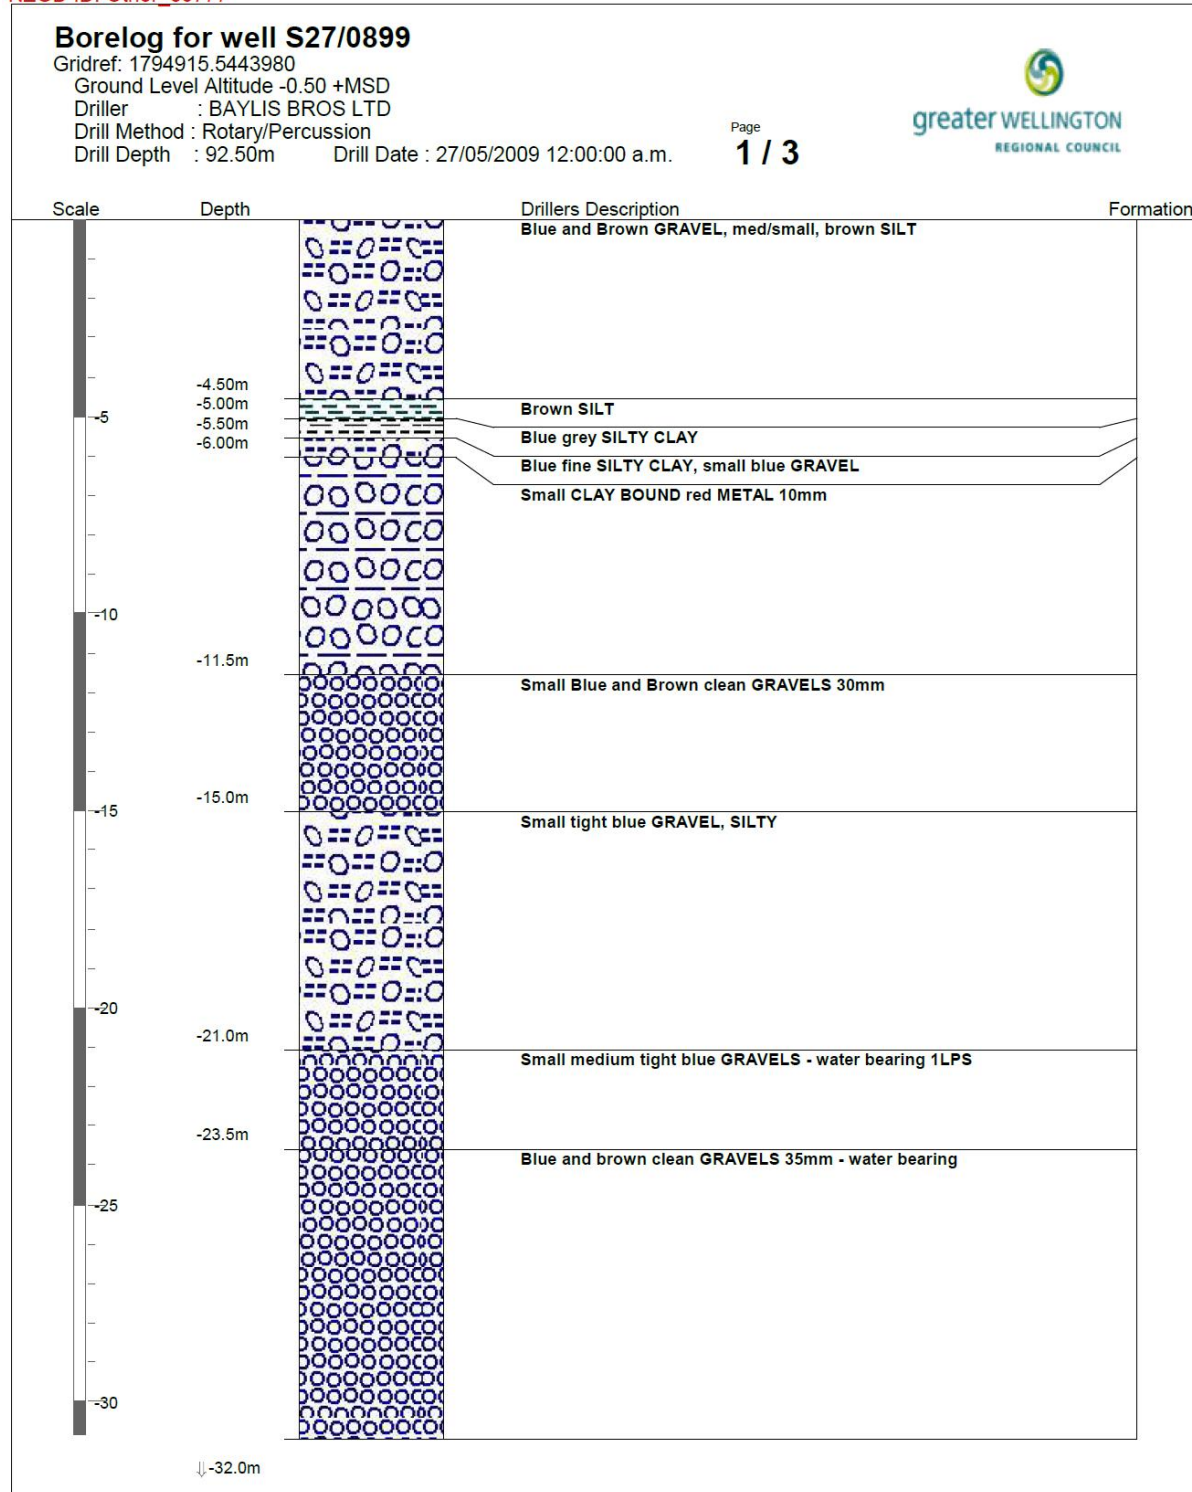 Borelog for well S27/0899
Gridref: 1794915.5443980
Ground Level Altitude -0.50 +MSD
Driller : BAYLIS BROS LTD
Drill Method : Rotary/Percussion
Drill Depth : 92.50m Drill Date : 27/05/2009 12:00:00 a.m.
Page
1 / 3
greater WELLINGTON
REGIONAL COUNCIL
Scale Depth Drillers Description Formation
Blue and Brown GRAVEL, med/small, brown SILT
-4.50m
-5.00m
-5 Brown SILT
-5.50m
Blue grey SILTY CLAY
-6.00m
Blue fine SILTY CLAY, small blue GRAVEL
Small CLAY BOUND red METAL 10mm
-10
-11.5m
Small Blue and Brown clean GRAVELS 30mm
-15.0m
-15
Small tight blue GRAVEL, SILTY
-20
-21.0m
Small medium tight blue GRAVELS - water bearing 1LPS
-23.5m
Blue and brown clean GRAVELS 35mm - water bearing
-25
-30
⇓-32.0m